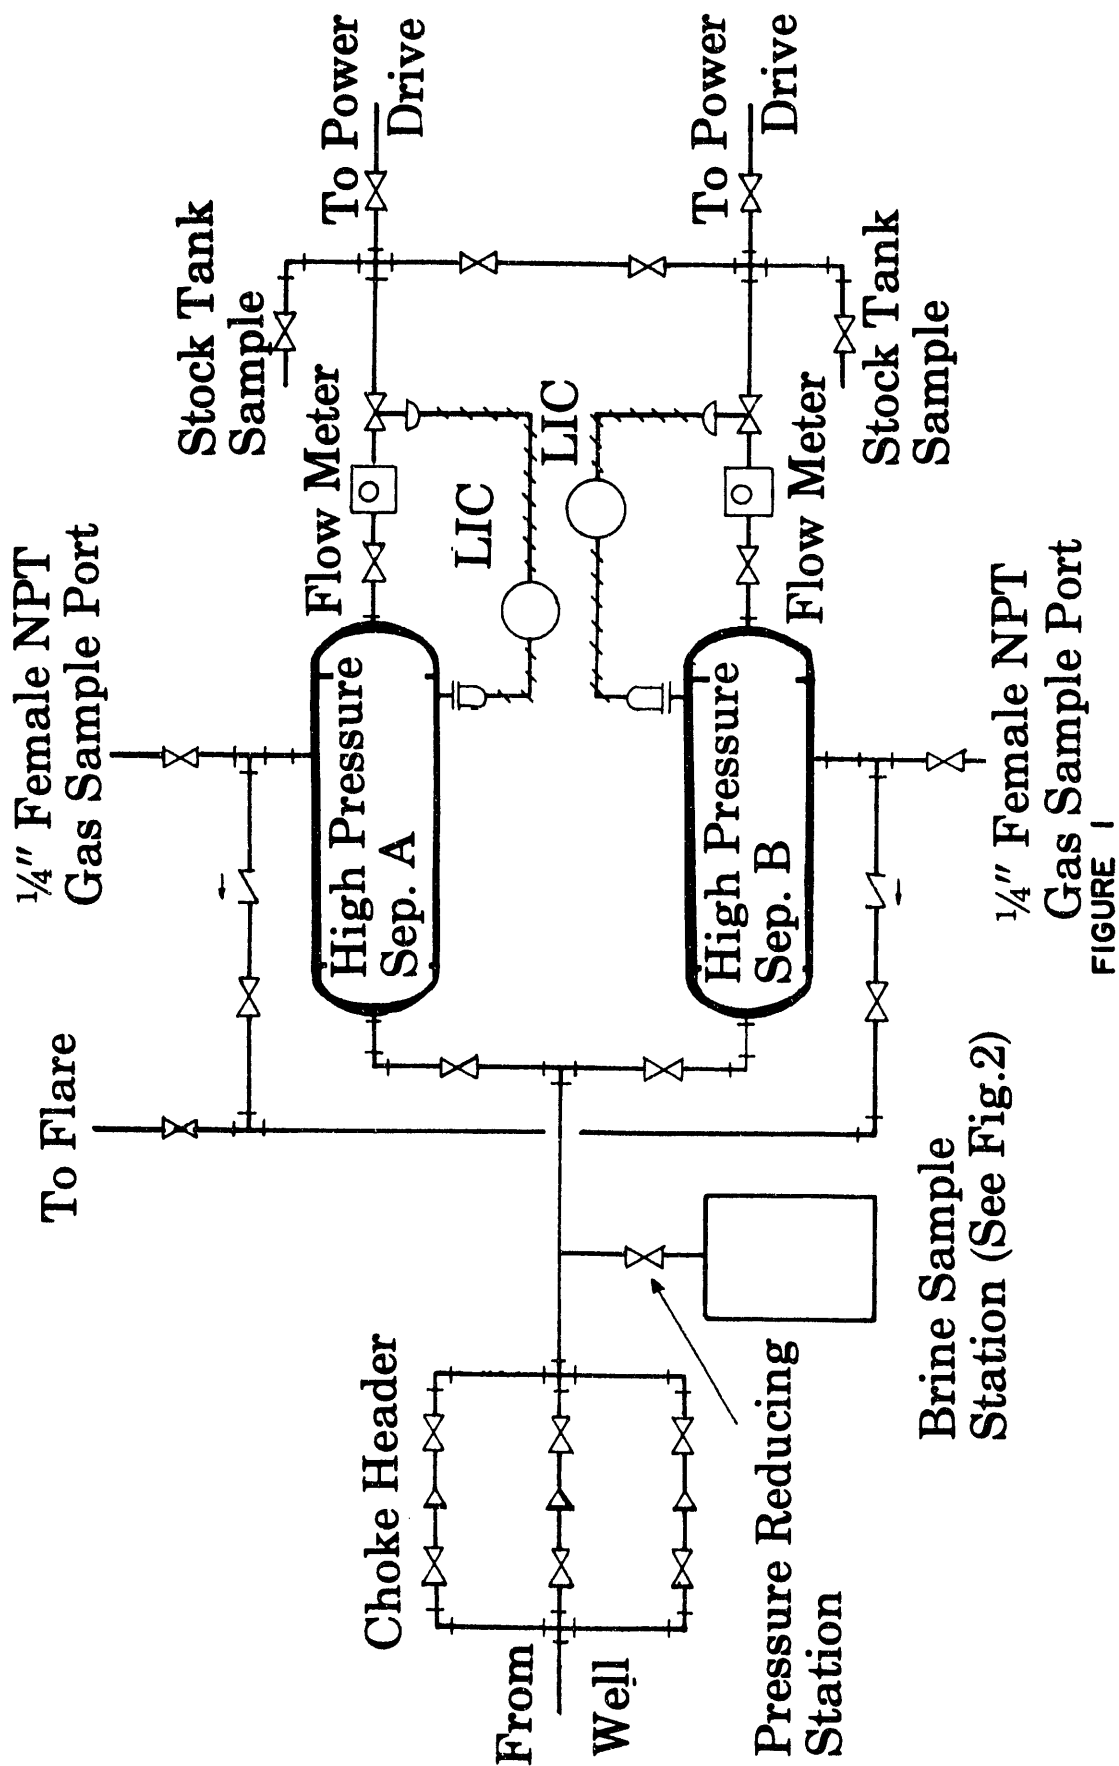 ¼" Female NPT
Gas Sample Port
To Flare
Stock Tank
Sample
To Power
Drive
Flow Meter
High Pressure
Sep. A
Choke Header
LIC
LIC
From
Well
High Pressure
Sep. B
To Power
Drive
Flow Meter
Stock Tank
Sample
Pressure Reducing
Station
Brine Sample
Station (See Fig.2)
¼" Female NPT
Gas Sample Port
FIGURE 1